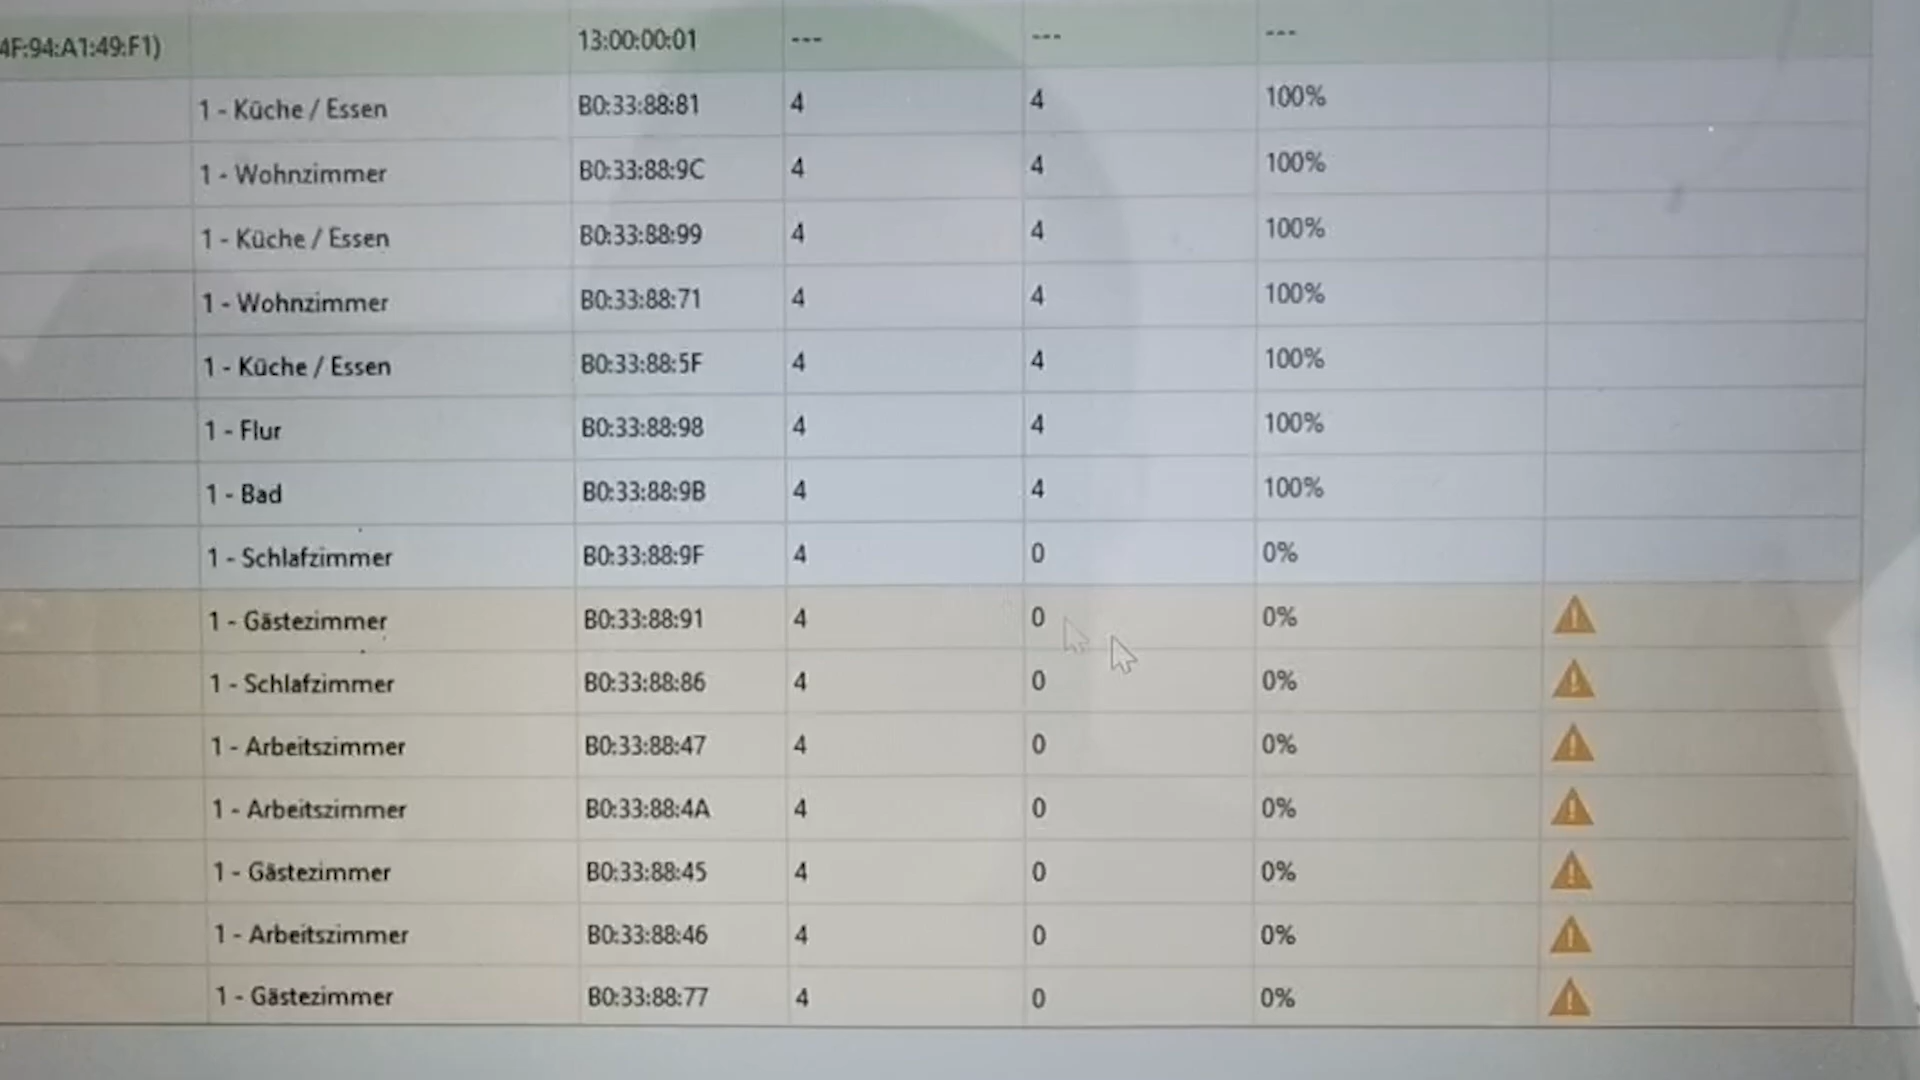 4F:94:A1:49:F1) 13:00:00:01 --- --- ---
1 - Küche / Essen B0:33:88:81 4 4 100%
1 - Wohnzimmer B0:33:88:9C 4 4 100%
1 - Küche / Essen B0:33:88:99 4 4 100%
1 - Wohnzimmer B0:33:88:71 4 4 100%
1 - Küche / Essen B0:33:88:5F 4 4 100%
1 - Flur B0:33:88:98 4 4 100%
1 - Bad B0:33:88:9B 4 4 100%
1 - Schlafzimmer B0:33:88:9F 4 0 0%
1 - Gästezimmer B0:33:88:91 4 0 0%
1 - Schlafzimmer B0:33:88:86 4 0 0%
1 - Arbeitszimmer B0:33:88:47 4 0 0%
1 - Arbeitszimmer B0:33:88:4A 4 0 0%
1 - Gästezimmer B0:33:88:45 4 0 0%
1 - Arbeitszimmer B0:33:88:46 4 0 0%
1 - Gästezimmer B0:33:88:77 4 0 0%